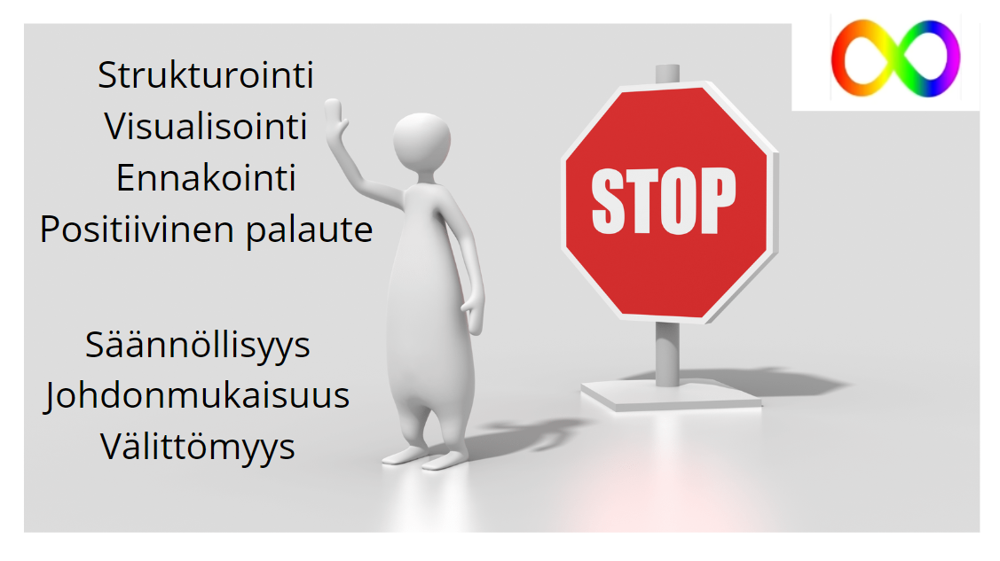 Strukturointi
Visualisointi
Ennakointi
Positiivinen palaute
Säännöllisyys
Johdonmukaisuus
Välittömyys
STOP